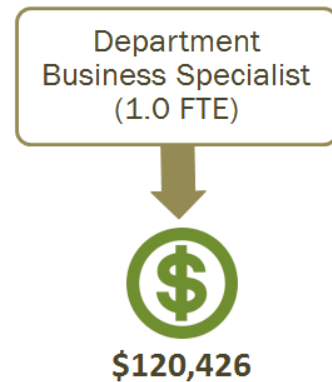 Department
Business Specialist
(1.0 FTE)
$
$120,426